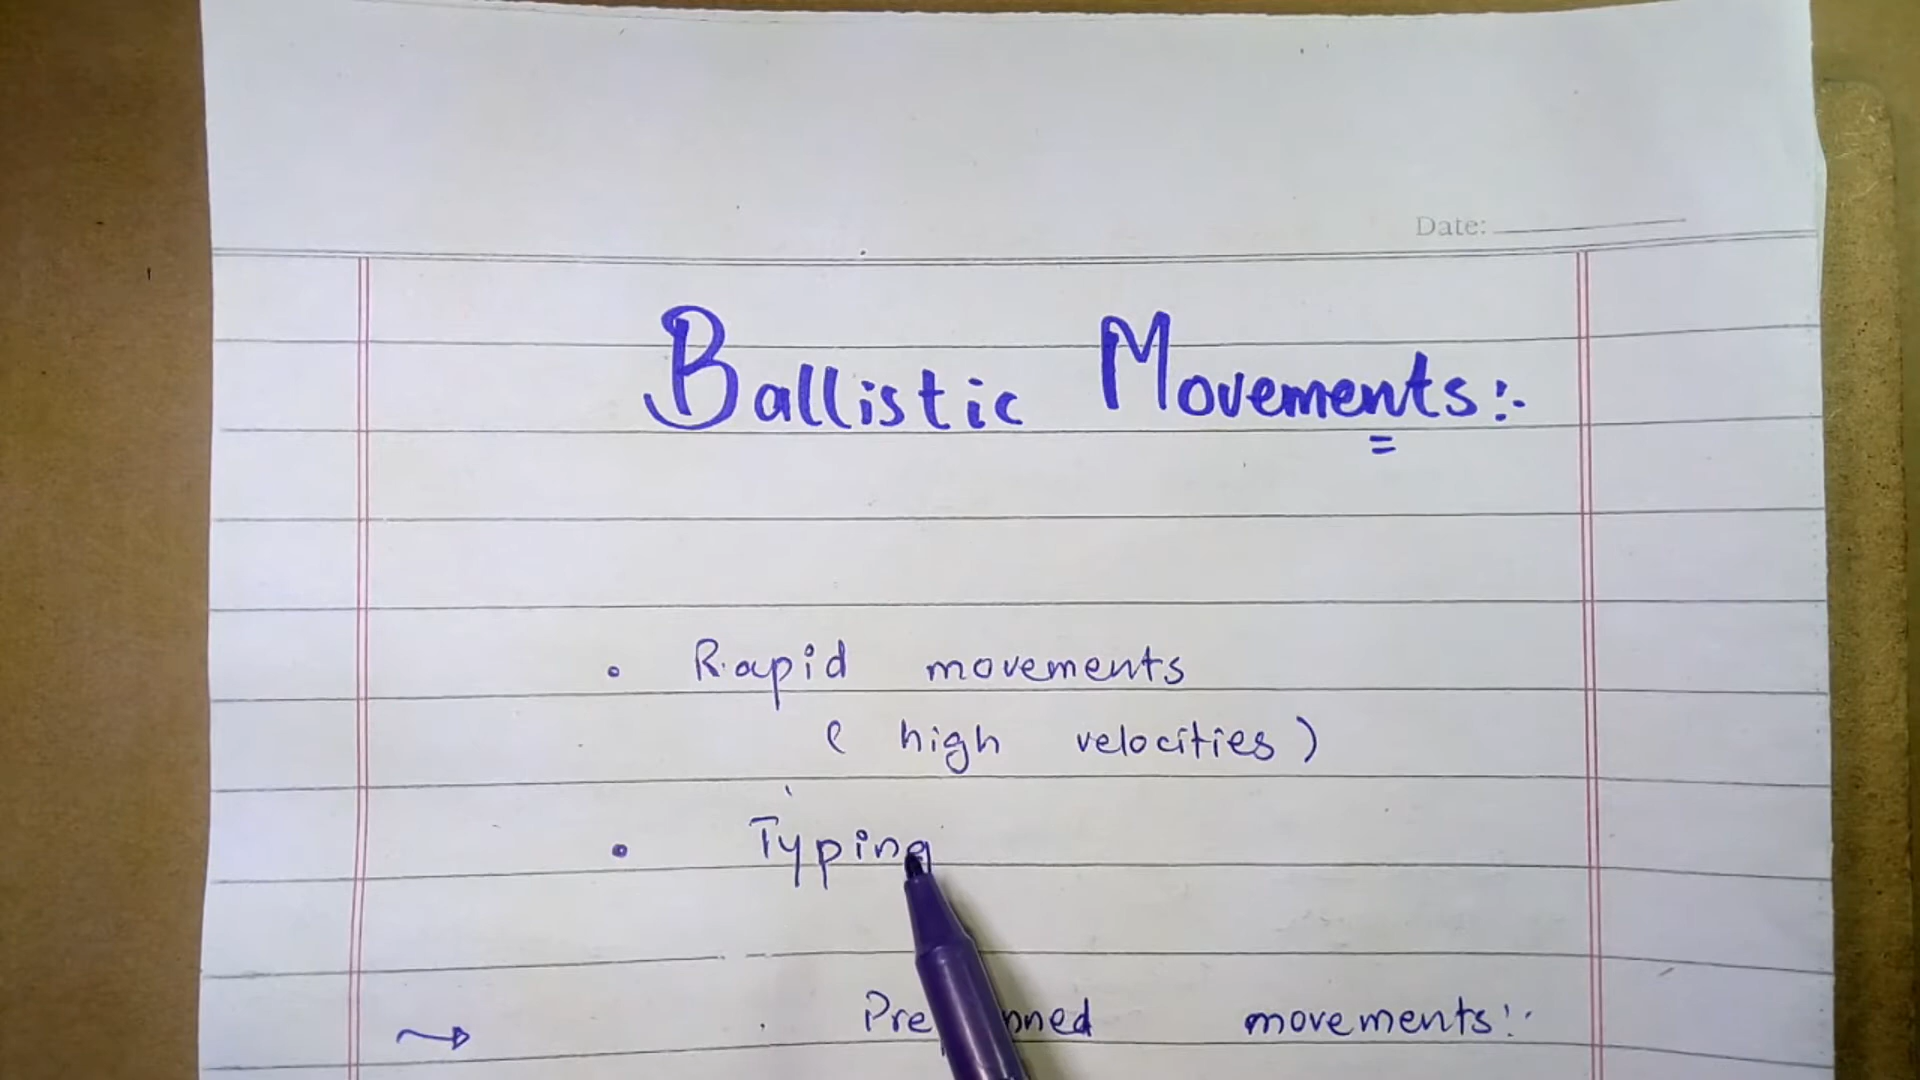 Date:
Ballistic Movements:-
• Rapid movements
( high velocities )
• Typing
→ movements:-